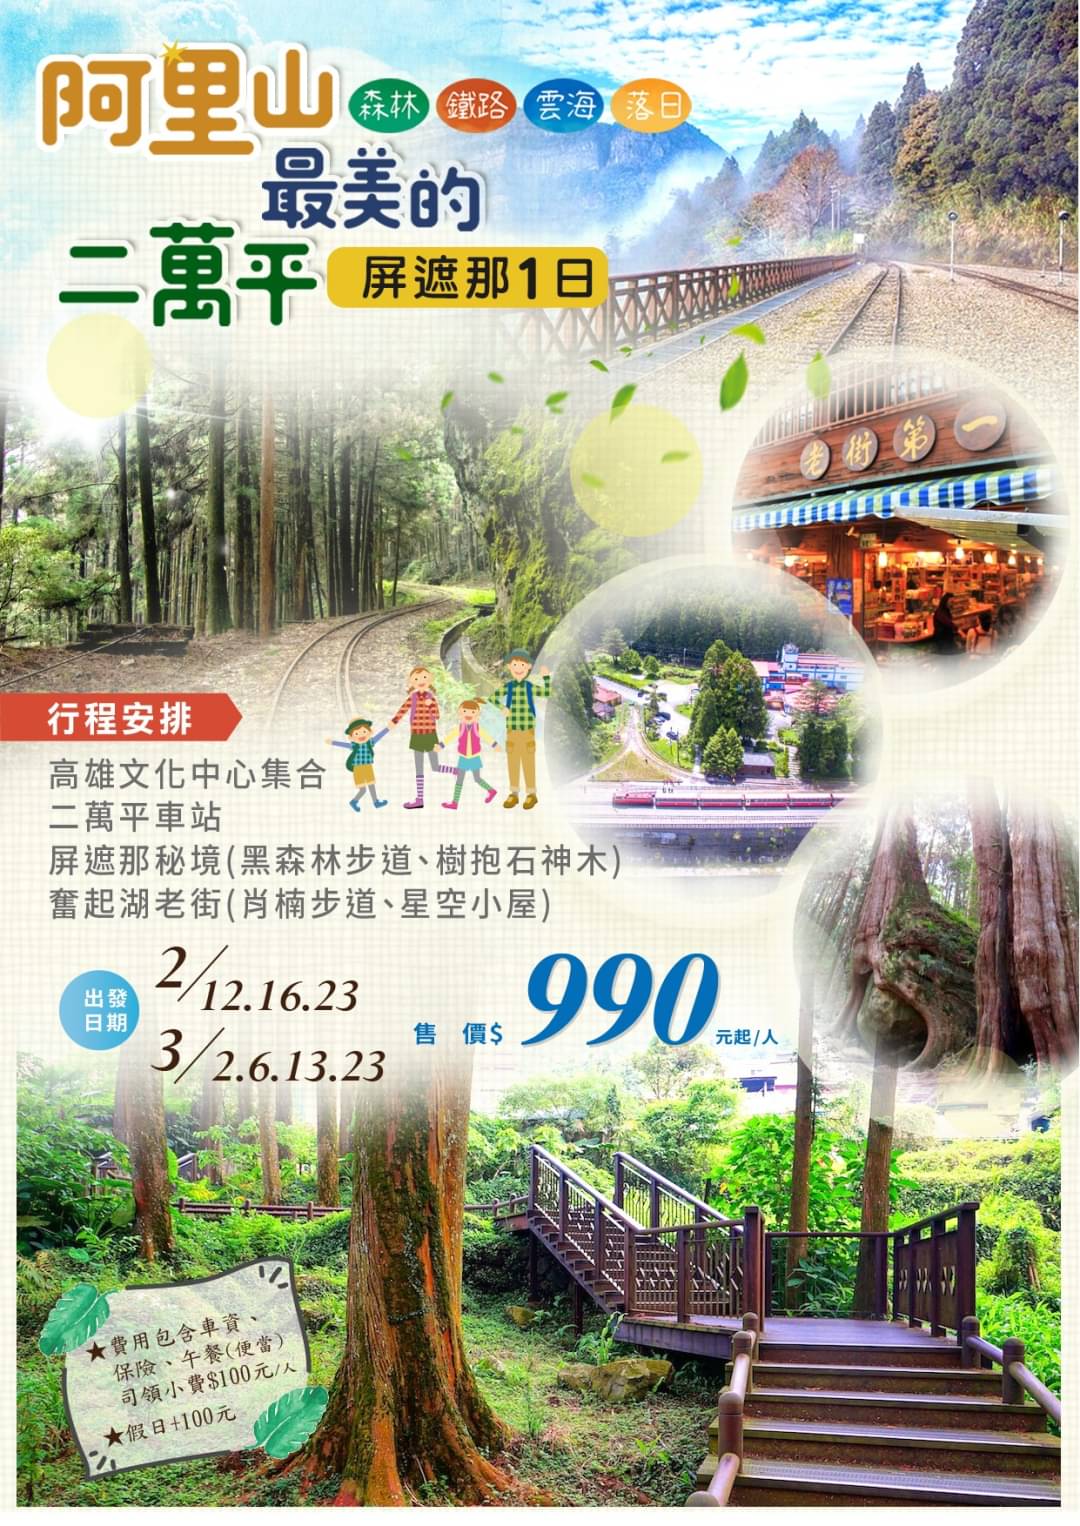 阿里山 森林 鐵路 雲海 落日
最美的
二萬平 屏遮那1日
老街第一
行程安排
高雄文化中心集合
二萬平車站
屏遮那秘境(黑森林步道、樹抱石神木)
奮起湖老街(肖楠步道、星空小屋)
出發
日期
2/12.16.23
3/2.6.13.23
售 價$ 990 元起/人
★費用包含車資、
保險、午餐(便當)
司領小費$100元/人
★假日+100元